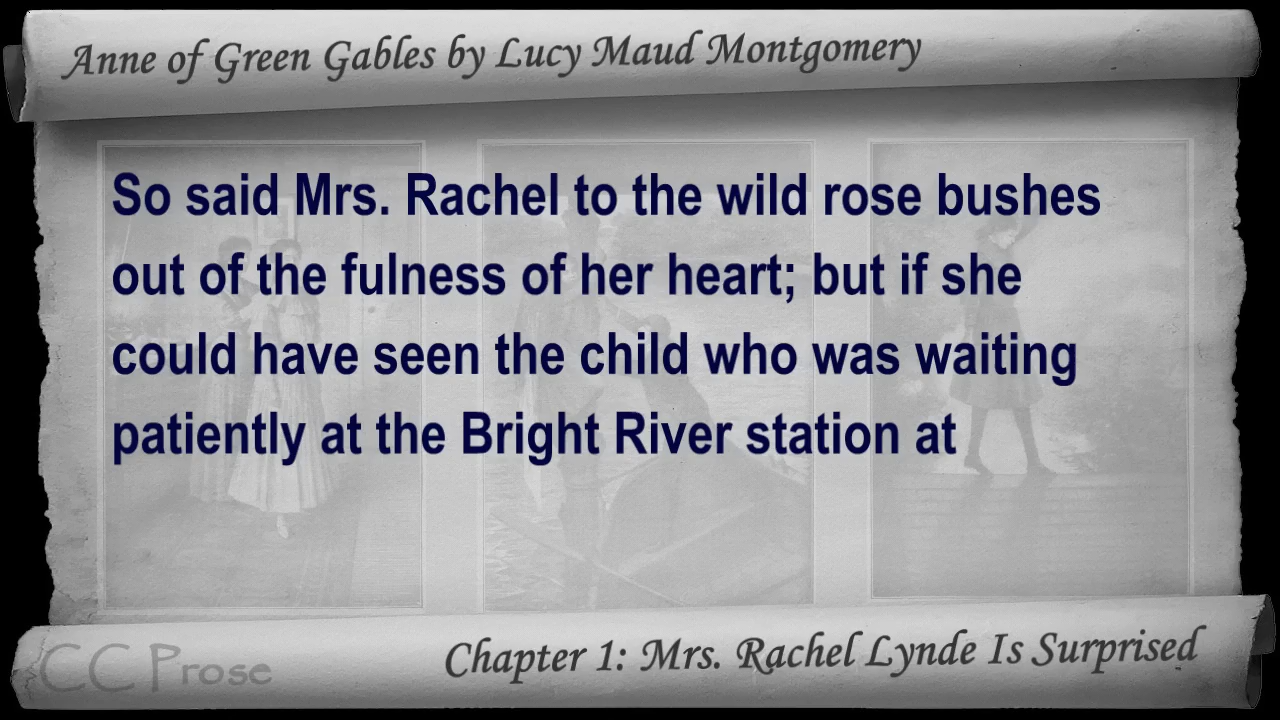 Anne of Green Gables by Lucy Maud Montgomery
So said Mrs. Rachel to the wild rose bushes
out of the fulness of her heart; but if she
could have seen the child who was waiting
patiently at the Bright River station at
CC Prose
Chapter 1: Mrs. Rachel Lynde Is Surprised